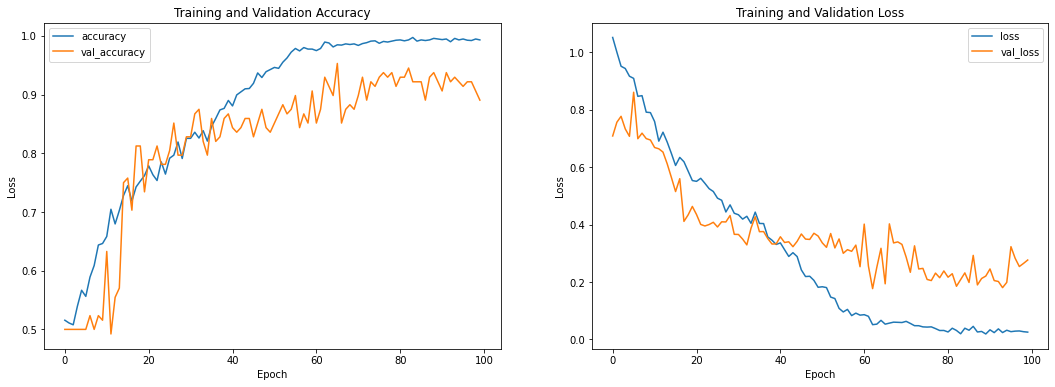 Training and Validation Accuracy
accuracy
val_accuracy
1.0
0.9
0.8
0.7
0.6
0.5
Loss
0
20
40
60
80
100
Epoch
Training and Validation Loss
loss
val_loss
1.0
0.8
0.6
0.4
0.2
0.0
Loss
0
20
40
60
80
100
Epoch